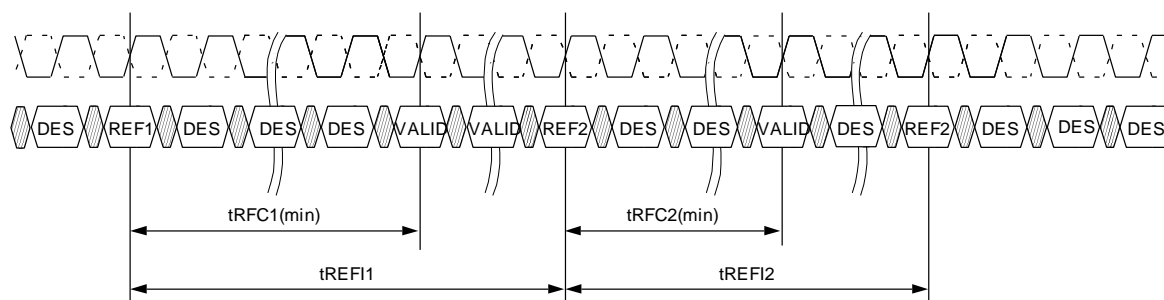 DES REF1 DES DES DES VALID VALID REF2 DES DES VALID DES REF2 DES DES DES
tRFC1(min) tRFC2(min)
tREFI1 tREFI2